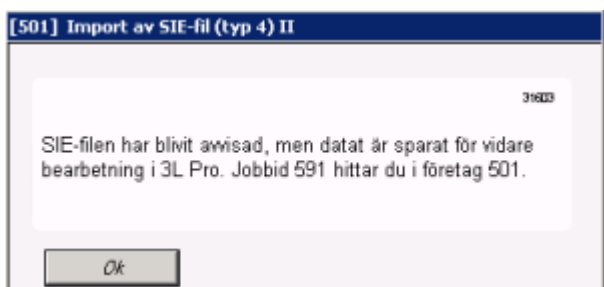 [501] Import av SIE-fil (typ 4) II
SIE-filen har blivit avvisad, men datat är sparat för vidare
bearbetning i 3L Pro. Jobbid 591 hittar du i företag 501.
Ok